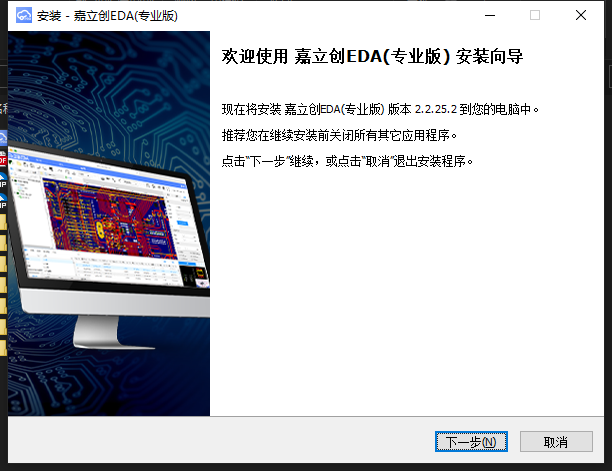 安装 - 嘉立创EDA(专业版)
欢迎使用 嘉立创EDA(专业版) 安装向导
现在将安装 嘉立创EDA(专业版) 版本 2.2.25.2 到您的电脑中。
推荐您在继续安装前关闭所有其它应用程序。
点击“下一步”继续，或点击“取消”退出安装程序。
下一步(N)
取消